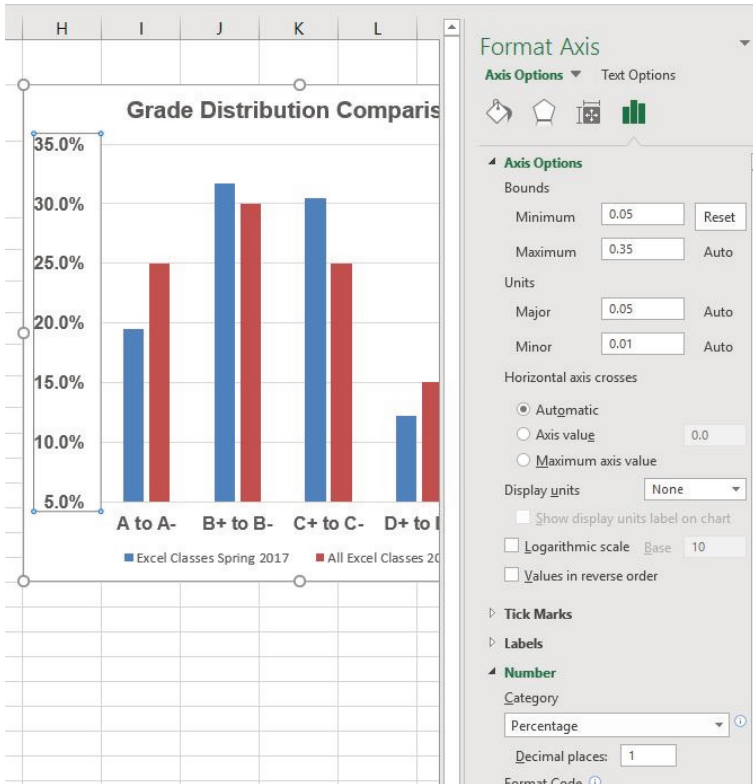 H I J K L
Grade Distribution Comparis
35.0%
30.0%
25.0%
20.0%
15.0%
10.0%
5.0%
A to A- B+ to B- C+ to C- D+ to
Excel Classes Spring 2017 All Excel Classes 20
Format Axis
Axis Options Text Options
Axis Options
Bounds
Minimum 0.05 Reset
Maximum 0.35 Auto
Units
Major 0.05 Auto
Minor 0.01 Auto
Horizontal axis crosses
Automatic
Axis value 0.0
Maximum axis value
Display units None
Show display units label on chart
Logarithmic scale Base 10
Values in reverse order
Tick Marks
Labels
Number
Category
Percentage
Decimal places: 1
Format Code